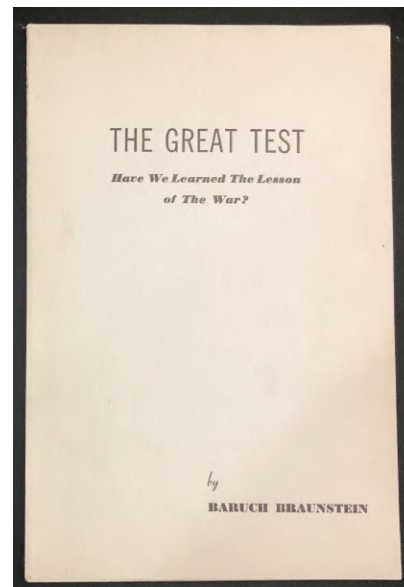 THE GREAT TEST
Have We Learned The Lesson
of The War?
by
BARUCH BRAUNSTEIN